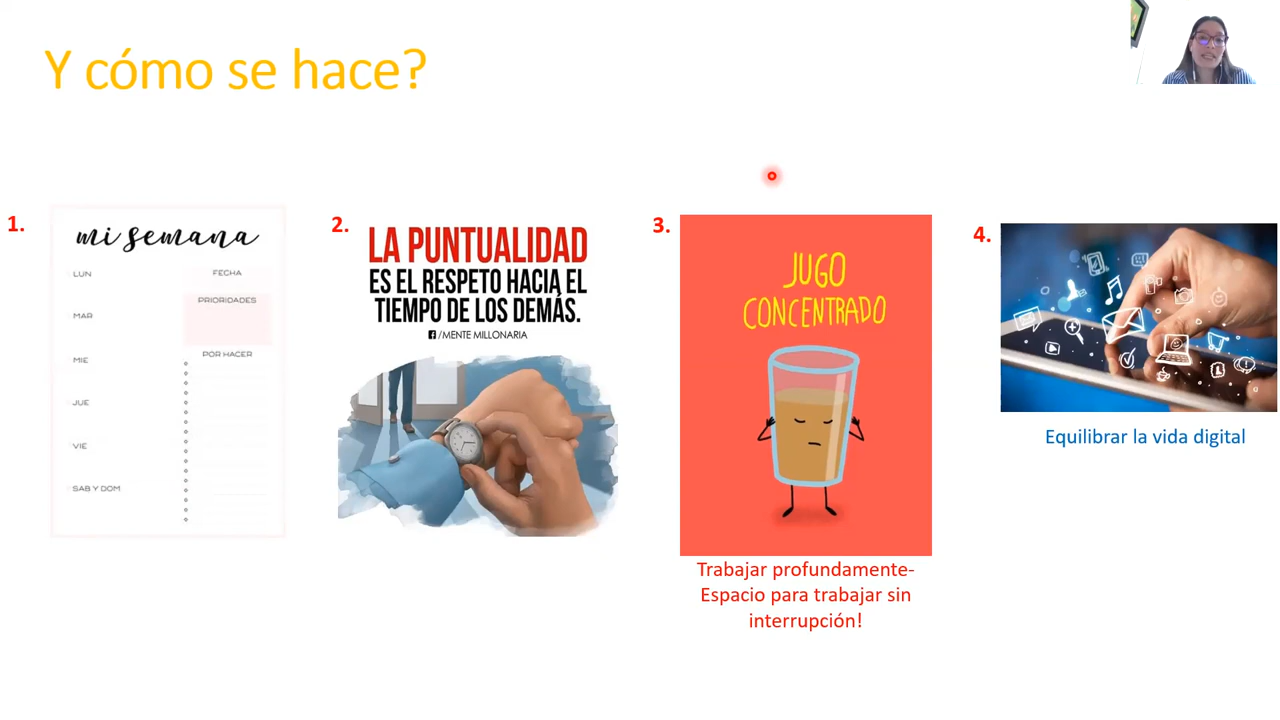 Y cómo se hace?
1.
mi semana
LUN
FECHA
PRIORIDADES
MAR
POR HACER
MIE
JUE
VIE
SAB Y DOM
2.
LA PUNTUALIDAD
ES EL RESPETO HACIA EL
TIEMPO DE LOS DEMÁS.
f/MENTE MILLONARIA
3.
JUGO
CONCENTRADO
Trabajar profundamente-
Espacio para trabajar sin
interrupción!
4.
Equilibrar la vida digital